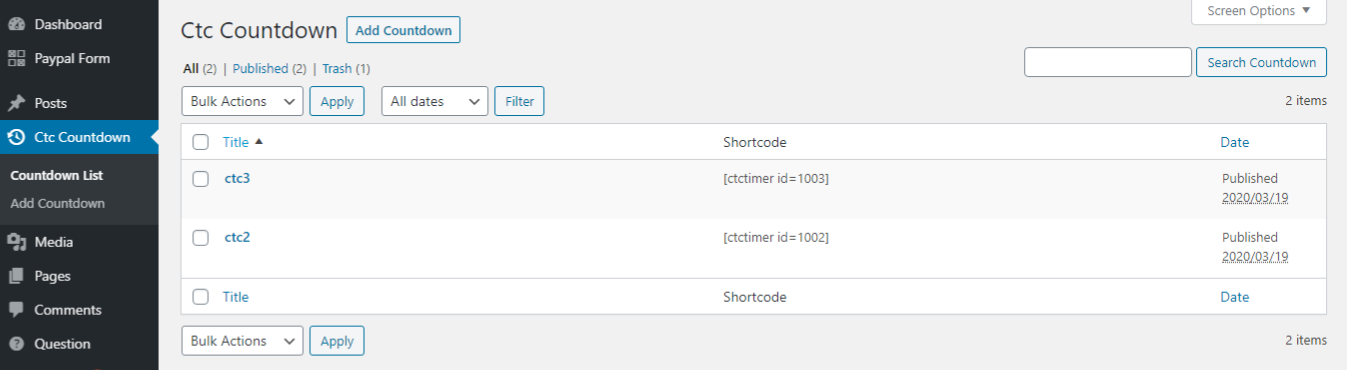 Dashboard
Paypal Form
Posts
Ctc Countdown
Countdown List
Add Countdown
Media
Pages
Comments
Question
Screen Options ▼
Ctc Countdown Add Countdown
All (2) | Published (2) | Trash (1)
Search Countdown
Bulk Actions Apply All dates Filter 2 items
Title ▲ Shortcode Date
ctc3 [ctctimer id=1003] Published
2020/03/19
ctc2 [ctctimer id=1002] Published
2020/03/19
Title Shortcode Date
Bulk Actions Apply 2 items